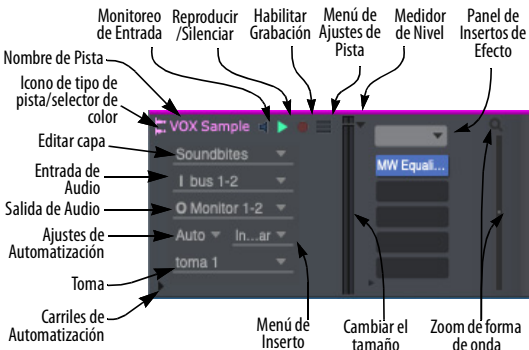 Monitoreo
de Entrada
Reproducir
/Silenciar
Habilitar
Grabación
Menú de
Ajustes de
Pista
Medidor
de Nivel
Panel de
Insertos de
Efecto
Nombre de Pista
Icono de tipo de
pista/selector de
color
Editar capa
Entrada de
Audio
Salida de Audio
Ajustes de
Automatización
Toma
Carriles de
Automatización
VOX Sample
Soundbites
I bus 1-2
O Monitor 1-2
Auto
In...ar
toma 1
MW Equali...
Menú de
Inserto
Cambiar el
tamaño
Zoom de forma
de onda